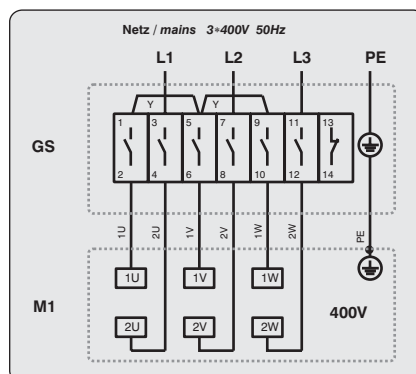 Netz / mains 3*400V 50Hz
L1 L2 L3 PE
Y Y
1 3 5 7 9 11 13
GS
2 4 6 8 10 12 14
1U 2U 1V 2V 1W 2W PE
1U 1V 1W
M1 400V
2U 2V 2W